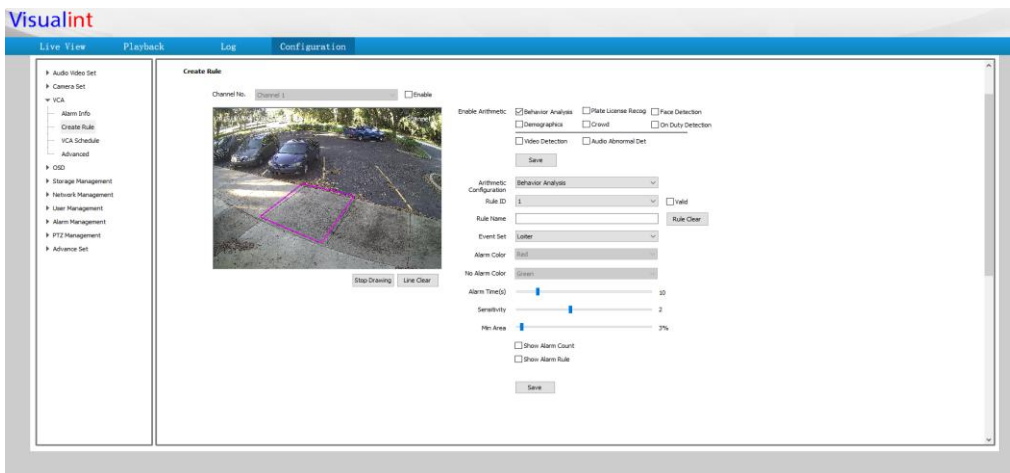 Visualint
Live View Playback Log Configuration
Audio Video Set
Camera Set
VCA
Alarm Info
Create Rule
VCA Schedule
Advanced
OSD
Storage Management
Network Management
User Management
Alarm Management
PTZ Management
Advance Set
Create Rule
Channel No. Channel 1 Enable
Enable Arithmetic Behavior Analysis Plate License Recog Face Detection
Demographics Crowd On Duty Detection
Video Detection Audio Abnormal Det
Save
Arithmetic Configuration Behavior Analysis
Rule ID 1 Valid
Rule Name Rule Clear
Event Set Loiter
Alarm Color Red
No Alarm Color Green
Stop Drawing Line Clear
Alarm Time(s) 10
Sensitivity 2
Min Area 3%
Show Alarm Count
Show Alarm Rule
Save